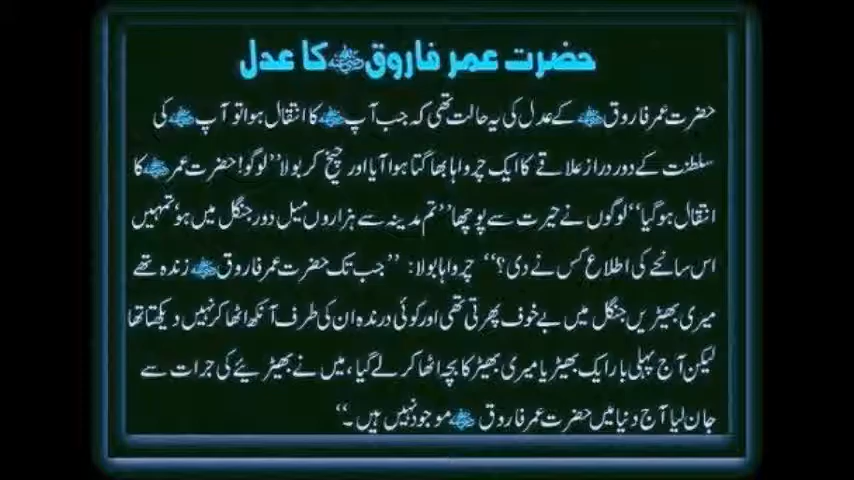 حضرت عمر فاروقؓ کا عدل
حضرت عمر فاروقؓ کے عدل کی یہ حالت تھی کہ جب آپؓ کا انتقال ہوا تو آپؓ کی
سلطنت کے دور دراز علاقے کا ایک چرواہا بھاگتا ہوا آیا اور چیخ کر بولا ’’لوگو! حضرت عمرؓ کا
انتقال ہو گیا‘‘ لوگوں نے حیرت سے پوچھا ’’تم مدینہ سے ہزاروں میل دور جنگل میں ہو‘ تمہیں
اس سانحے کی اطلاع کس نے دی؟‘‘ چرواہا بولا: ’’جب تک حضرت عمر فاروقؓ زندہ تھے
میری بھیڑیں جنگل میں بے خوف پھرتی تھی اور کوئی درندہ ان کی طرف آنکھ اٹھا کر نہیں دیکھتا تھا
لیکن آج پہلی بار ایک بھیڑیا میری بھیڑ کا بچہ اٹھا کر لے گیا، میں نے بھیڑیئے کی جرات سے
جان لیا آج دنیا میں حضرت عمر فاروقؓ موجود نہیں ہیں۔‘‘